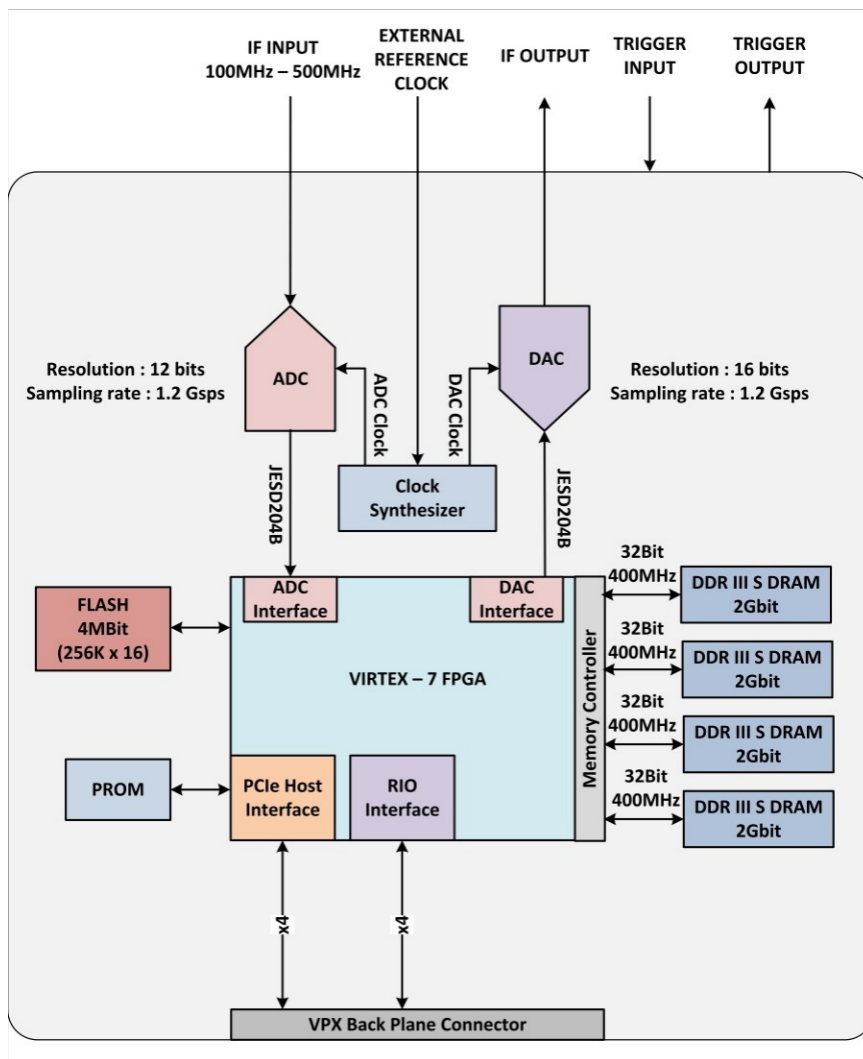 IF INPUT
100MHz – 500MHz
EXTERNAL
REFERENCE
CLOCK
IF OUTPUT
TRIGGER
INPUT
TRIGGER
OUTPUT
Resolution : 12 bits
Sampling rate : 1.2 Gsps
ADC
ADC Clock
DAC Clock
DAC
Resolution : 16 bits
Sampling rate : 1.2 Gsps
JESD204B
Clock
Synthesizer
JESD204B
FLASH
4MBit
(256K x 16)
ADC
Interface
DAC
Interface
VIRTEX – 7 FPGA
Memory Controller
32Bit
400MHz
DDR III S DRAM
2Gbit
32Bit
400MHz
DDR III S DRAM
2Gbit
32Bit
400MHz
DDR III S DRAM
2Gbit
32Bit
400MHz
DDR III S DRAM
2Gbit
PROM
PCIe Host
Interface
RIO
Interface
x4
x4
VPX Back Plane Connector